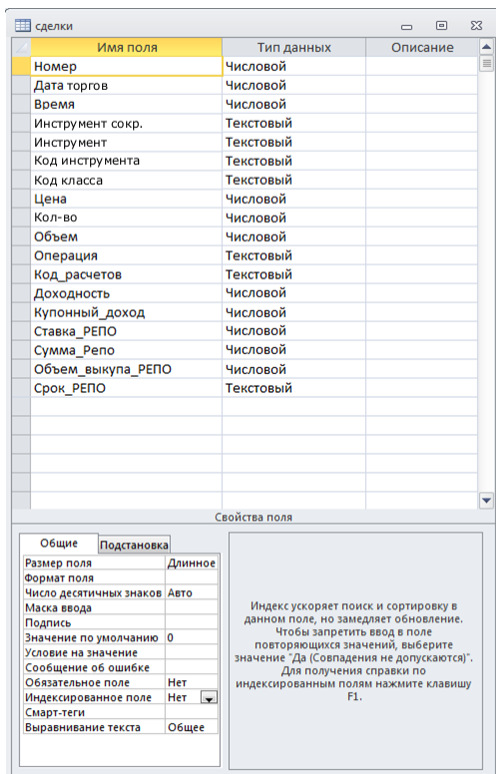 сделки
Имя поля Тип данных Описание
Номер Числовой
Дата торгов Числовой
Время Числовой
Инструмент сокр. Текстовый
Инструмент Текстовый
Код инструмента Текстовый
Код класса Текстовый
Цена Числовой
Кол-во Числовой
Объем Числовой
Операция Текстовый
Код_расчетов Текстовый
Доходность Числовой
Купонный_доход Числовой
Ставка_РЕПО Числовой
Сумма_Репо Числовой
Объем_выкупа_РЕПО Числовой
Срок_РЕПО Текстовый
Свойства поля
Общие Подстановка
Размер поля Длинное
Формат поля
Число десятичных знаков Авто
Маска ввода
Подпись
Значение по умолчанию 0
Условие на значение
Сообщение об ошибке
Обязательное поле Нет
Индексированное поле Нет
Смарт-теги
Выравнивание текста Общее
Индекс ускоряет поиск и сортировку в
данном поле, но замедляет обновление.
Чтобы запретить ввод в поле
повторяющихся значений, выберите
значение "Да (Совпадения не допускаются)".
Для получения справки по
индексированным полям нажмите клавишу
F1.